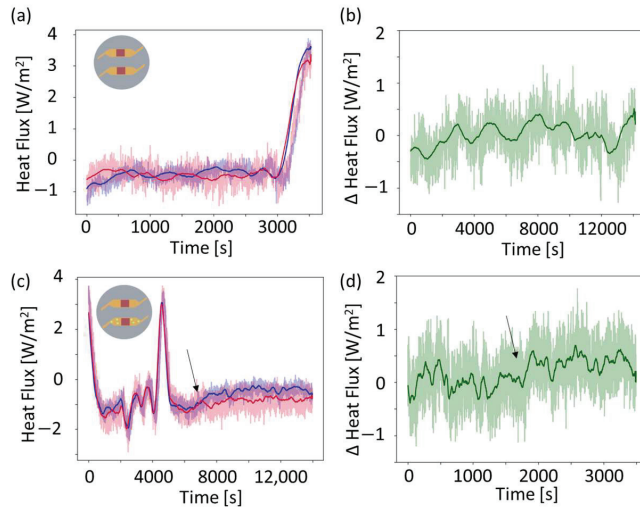 (a)
Heat Flux [W/m²]
4
3
2
1
0
−1
0 1000 2000 3000
Time [s]
(b)
Δ Heat Flux [W/m²]
2
1
0
−1
0 4000 8000 12000
Time [s]
(c)
Heat Flux [W/m²]
4
2
0
−2
0 4000 8000 12,000
Time [s]
(d)
Δ Heat Flux [W/m²]
2
1
0
−1
0 1000 2000 3000
Time [s]